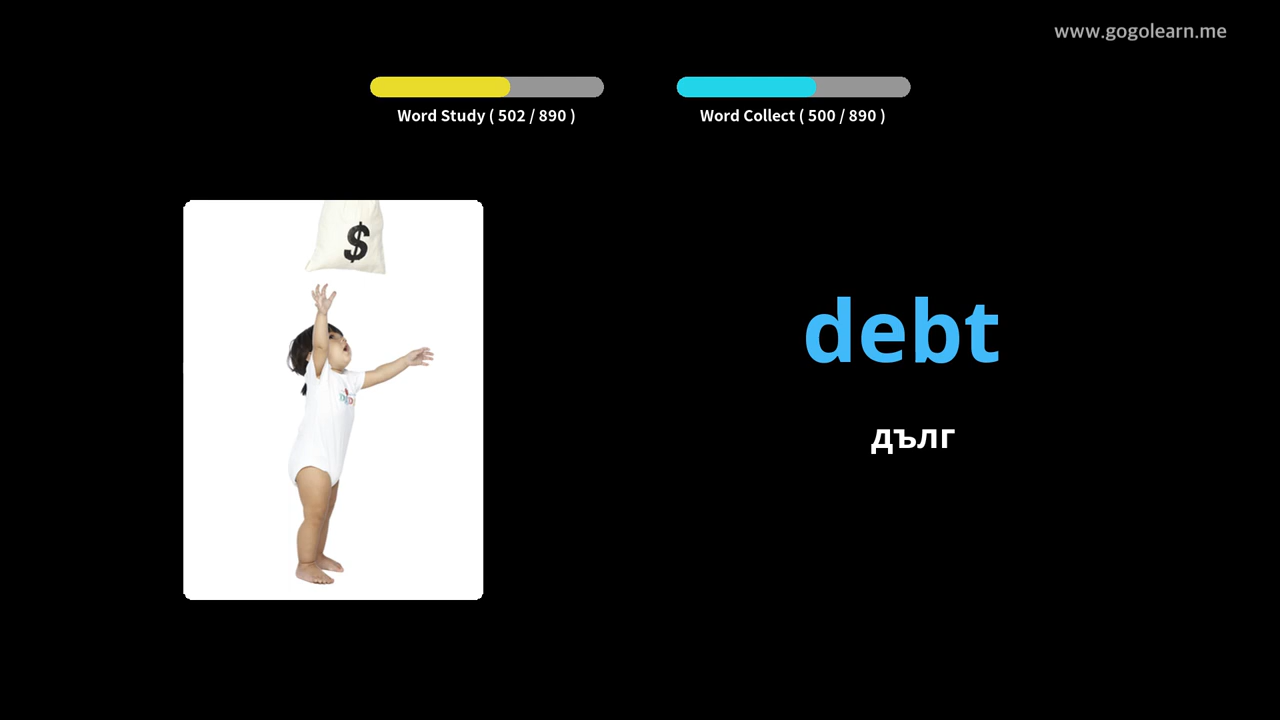 www.gogolearn.me
Word Study ( 502 / 890 )
Word Collect ( 500 / 890 )
$
debt
дълг